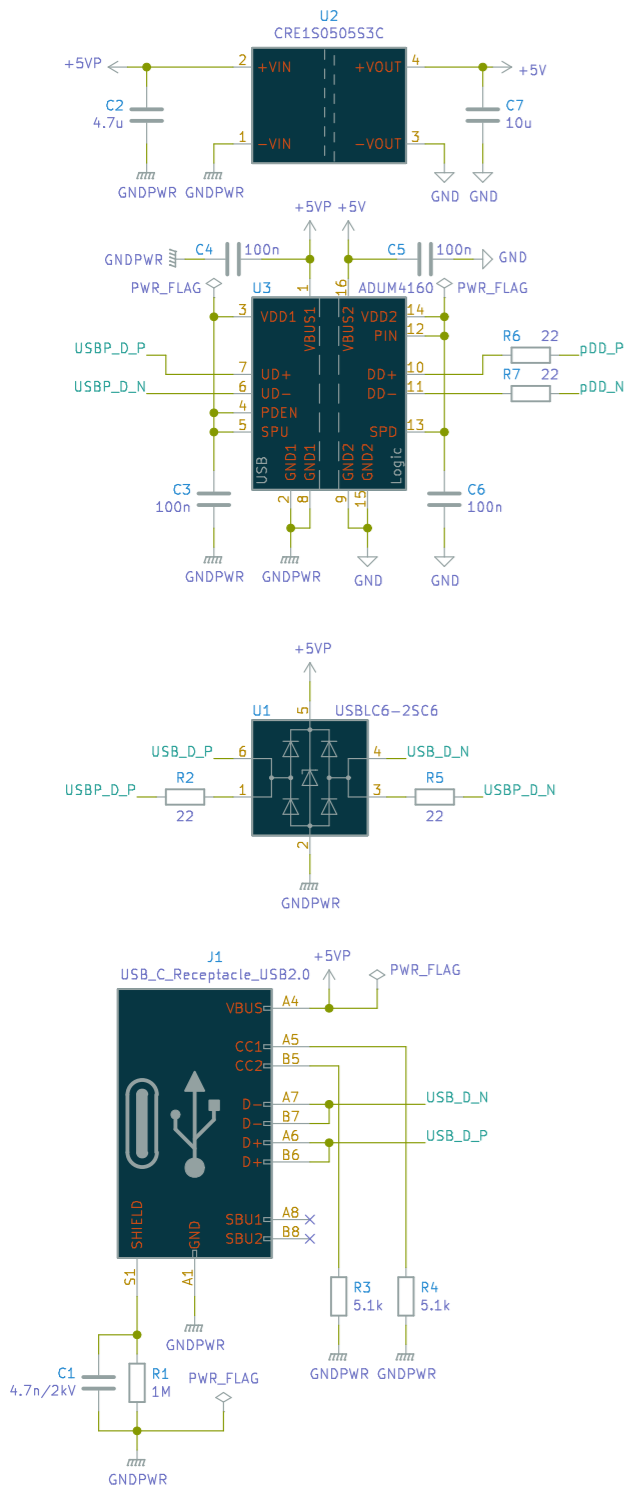 U2
CRE1S0505S3C
+5VP 2 +VIN +VOUT 4 +5V
C2 C7
4.7u 10u
1 -VIN -VOUT 3
GNDPWR GNDPWR GND GND
+5VP +5V
C4 100n C5 100n
GNDPWR GND
PWR_FLAG U3 1 16 ADUM4160 PWR_FLAG
3 VDD1 VBUS1 VBUS2 VDD2 14
PIN 12
R6 22
USBP_D_P pDD_P
7 UD+ DD+ 10
R7 22
USBP_D_N 6 UD- DD- 11 pDD_N
4 PDEN
5 SPU SPD 13
USB GND1 GND1 GND2 GND2 Logic
C3 C6
100n 2 8 9 15 100n
GNDPWR GNDPWR GND GND
+5VP
U1 5 USBLC6-2SC6
USB_D_P 6 4 USB_D_N
R2 R5
USBP_D_P 1 3 USBP_D_N
22 22
2
GNDPWR
J1
USB_C_Receptacle_USB2.0
+5VP PWR_FLAG
VBUS A4
CC1 A5
CC2 B5
D- A7 USB_D_N
D- B7
D+ A6 USB_D_P
D+ B6
SBU1 A8
SBU2 B8
SHIELD GND
S1 A1
R3 R4
5.1k 5.1k
GNDPWR
GNDPWR GNDPWR
C1 R1 PWR_FLAG
4.7n/2kV 1M
GNDPWR